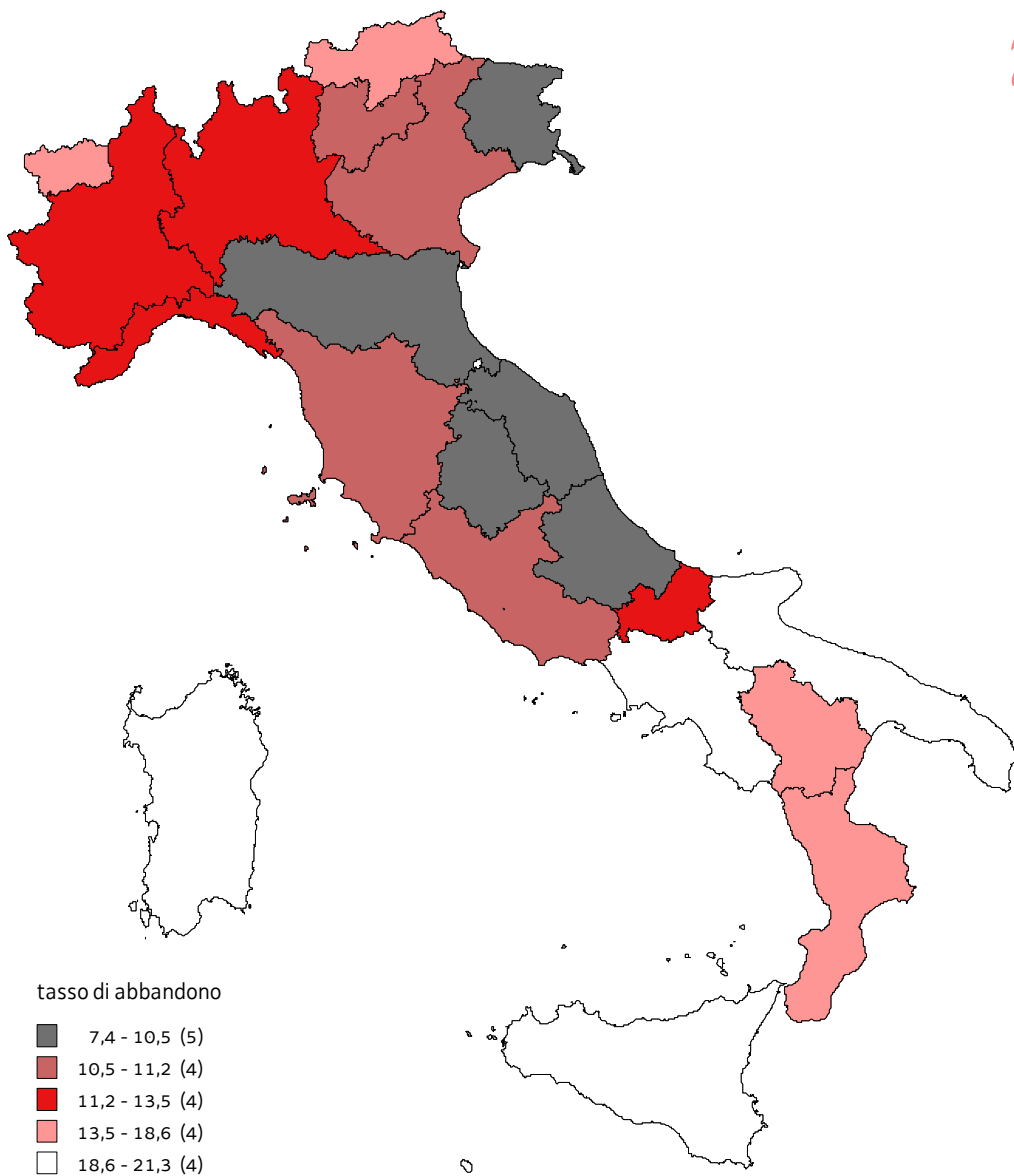 tasso di abbandono
7,4 - 10,5 (5)
10,5 - 11,2 (4)
11,2 - 13,5 (4)
13,5 - 18,6 (4)
18,6 - 21,3 (4)